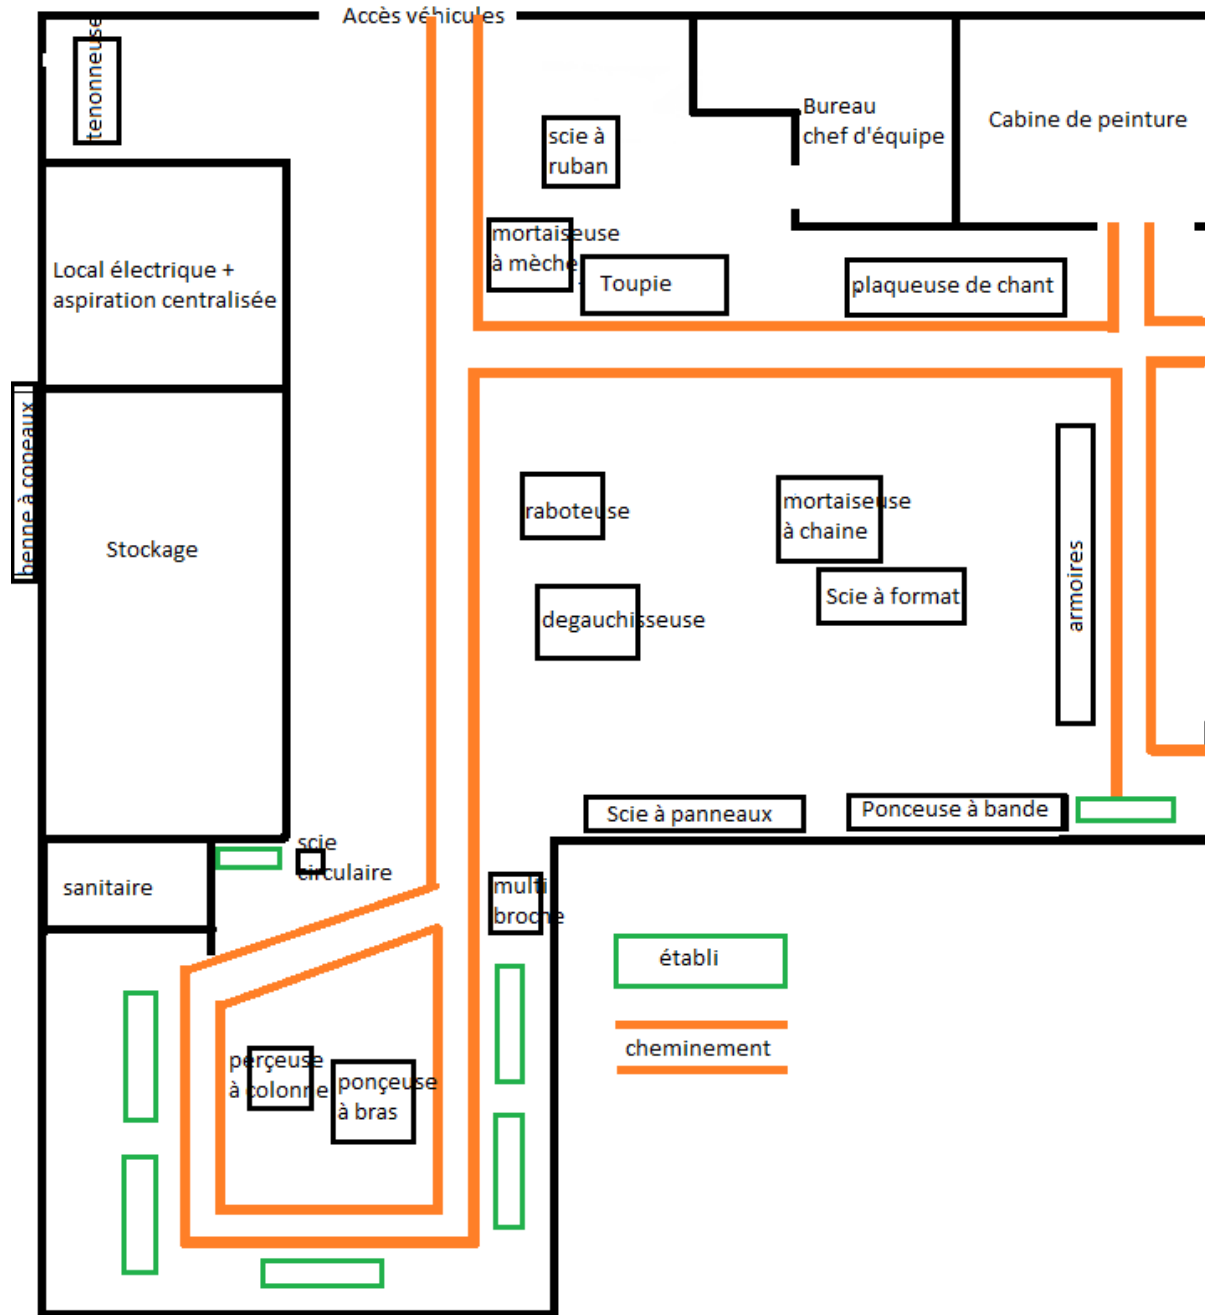 Accès véhicules
tenonneuse
Bureau
chef d'équipe
Cabine de peinture
scie à
ruban
mortaiseuse
à mèche
Toupie
plaqueuse de chant
Local électrique +
aspiration centralisée
benne à copeaux
Stockage
raboteuse
mortaiseuse
à chaine
armoires
Scie à format
degauchisseuse
Scie à panneaux
Ponceuse à bande
scie
circulaire
sanitaire
multi
broche
établi
cheminement
perçeuse
à colonne
ponçeuse
à bras